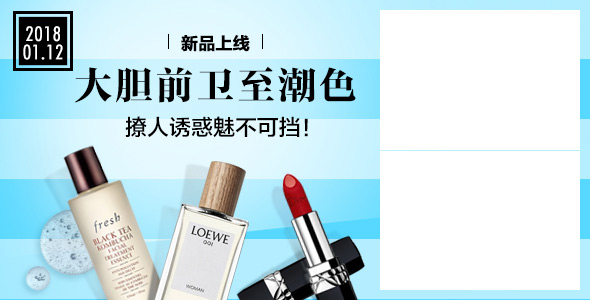 2018
01.12
新品上线
大胆前卫至潮色
撩人诱惑魅不可挡！
fresh
BLACK TEA
KOMBUCHA
FACIAL
TREATMENT
ESSENCE
LOEWE
001
WOMAN